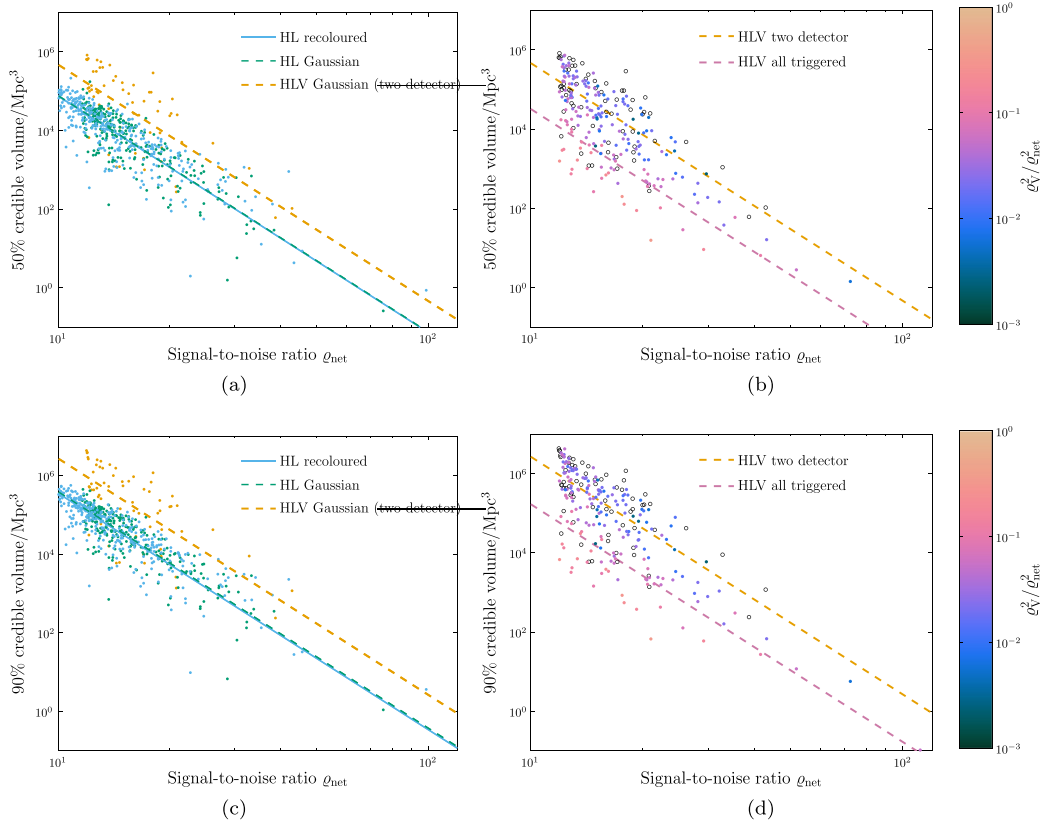 10⁶
10⁴
10²
10⁰
50% credible volume/Mpc³
HL recoloured
HL Gaussian
HLV Gaussian (two detector)
10¹
10²
Signal-to-noise ratio ϱnet
(a)
10⁶
10⁴
10²
10⁰
50% credible volume/Mpc³
HLV two detector
HLV all triggered
10¹
10²
Signal-to-noise ratio ϱnet
(b)
10⁰
10⁻¹
10⁻²
10⁻³
ϱ²V/ϱ²net
10⁶
10⁴
10²
10⁰
90% credible volume/Mpc³
HL recoloured
HL Gaussian
HLV Gaussian (two detector)
10¹
10²
Signal-to-noise ratio ϱnet
(c)
10⁶
10⁴
10²
10⁰
90% credible volume/Mpc³
HLV two detector
HLV all triggered
10¹
10²
Signal-to-noise ratio ϱnet
(d)
10⁰
10⁻¹
10⁻²
10⁻³
ϱ²V/ϱ²net